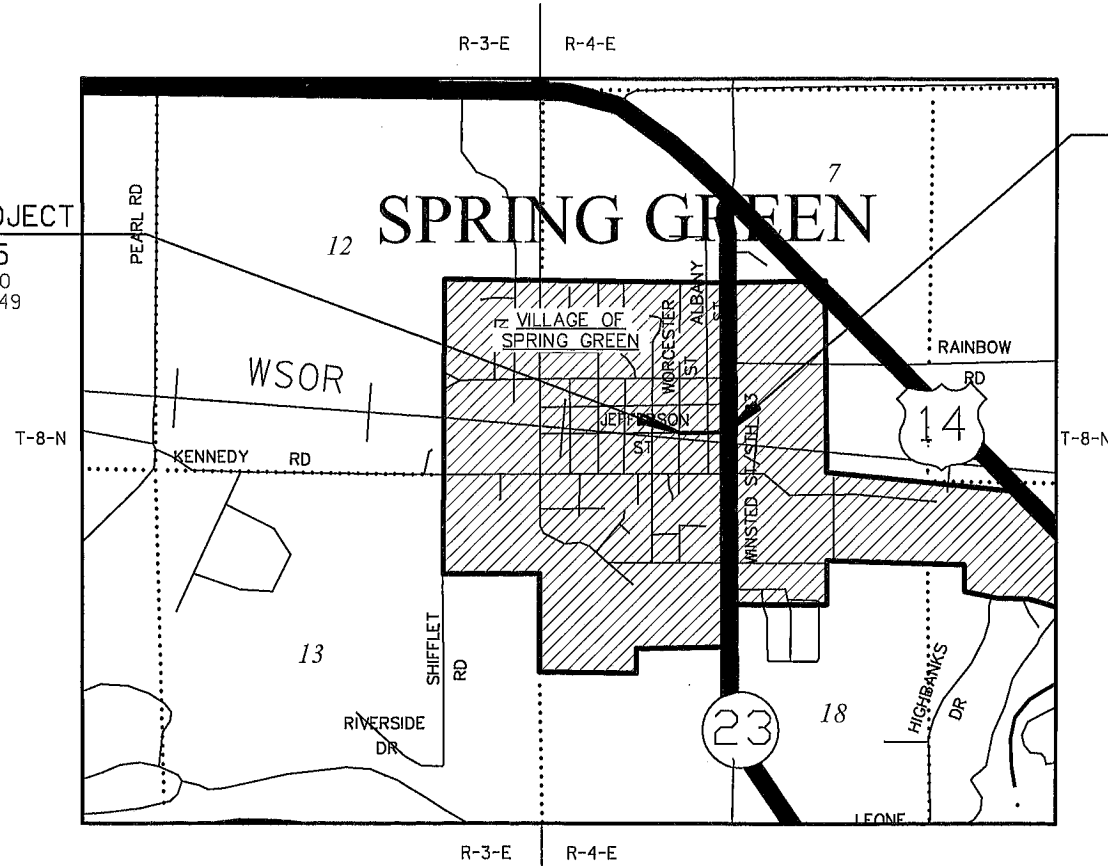 R-3-E R-4-E
7
PEARL RD
SPRING GREEN
12
ALBANY ST
WORCESTER ST
VILLAGE OF
SPRING GREEN
N
RAINBOW RD
WSOR
14
JEFFERSON ST
WINSTED ST/STH 23
T-8-N
T-8-N
KENNEDY RD
SHIFFLET RD
13
HIGHBANKS DR
18
RIVERSIDE DR
23
LEONE
R-3-E R-4-E